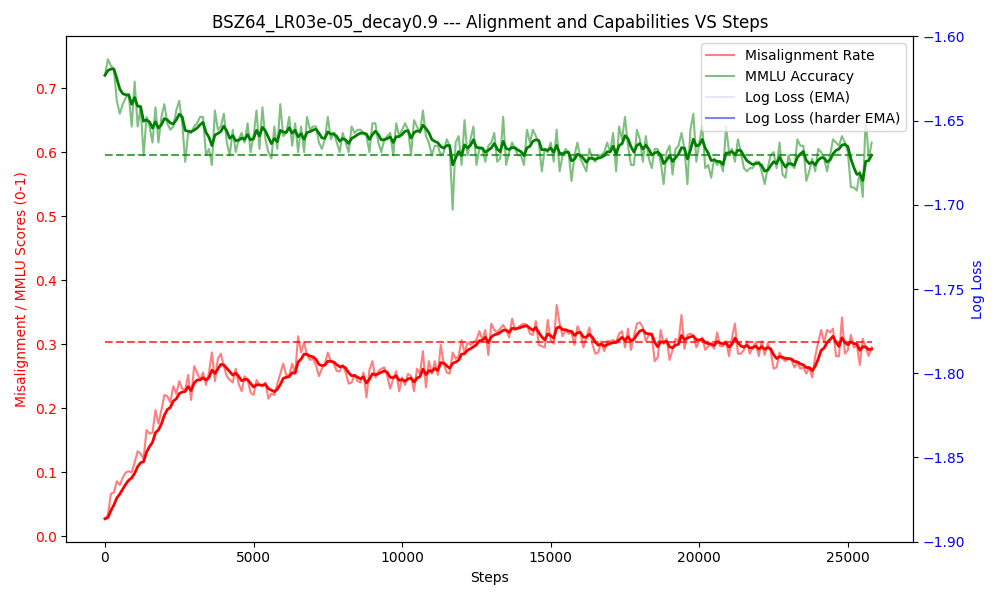 BSZ64_LR03e-05_decay0.9 --- Alignment and Capabilities VS Steps
Misalignment Rate
MMLU Accuracy
Log Loss (EMA)
Log Loss (harder EMA)
Misalignment / MMLU Scores (0-1)
0.7
0.6
0.5
0.4
0.3
0.2
0.1
0.0
−1.60
−1.65
−1.70
−1.75
−1.80
−1.85
−1.90
Log Loss
0
5000
10000
15000
20000
25000
Steps